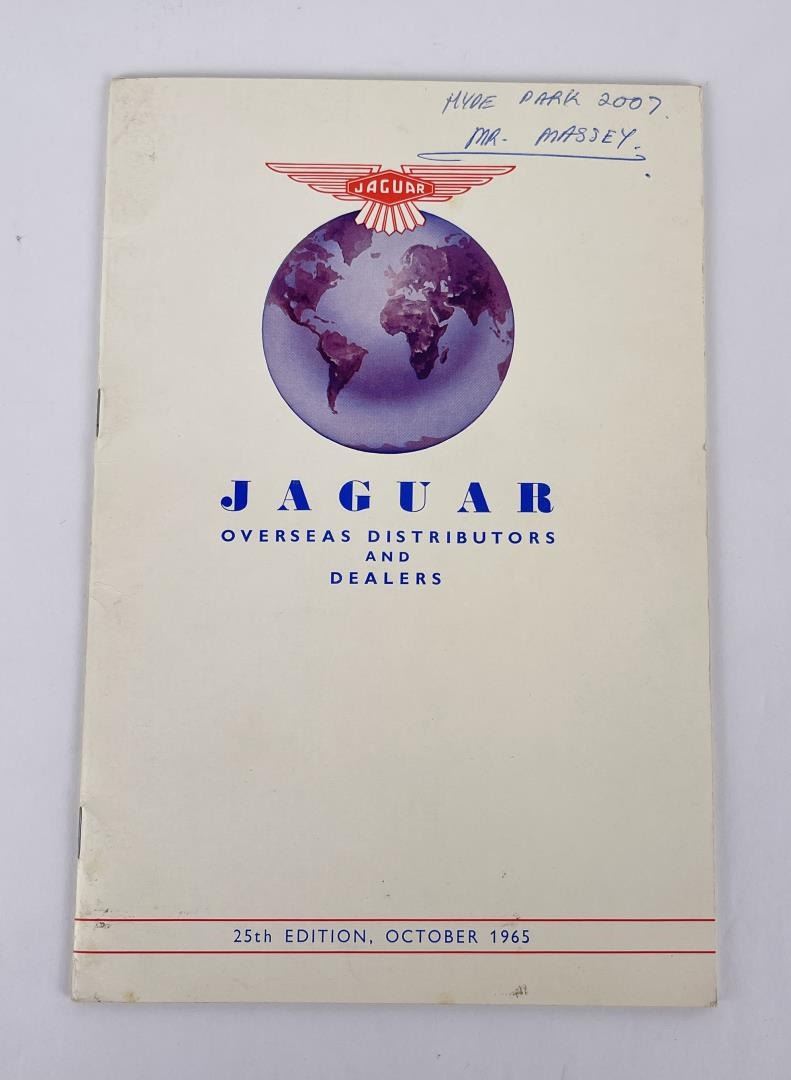 HYDE PARK 2007.
MR. MASSEY.
JAGUAR
JAGUAR
OVERSEAS DISTRIBUTORS
AND
DEALERS
25th EDITION, OCTOBER 1965